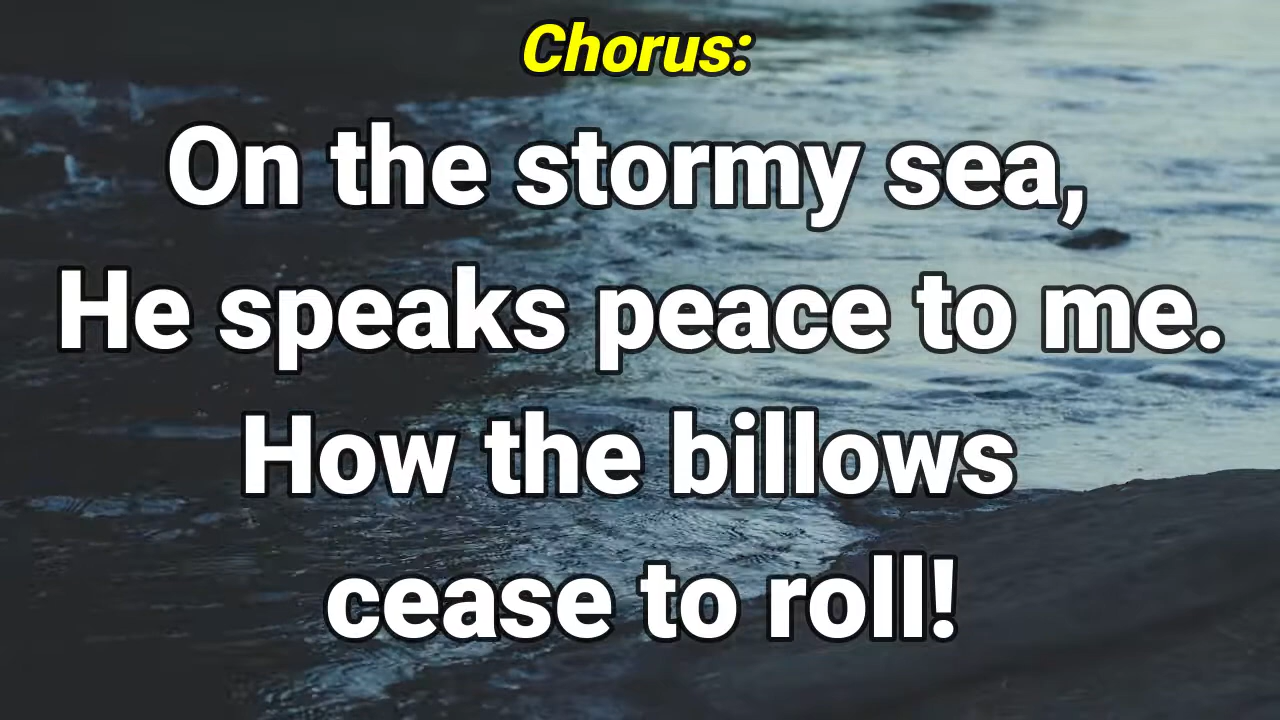 Chorus:
On the stormy sea,
He speaks peace to me.
How the billows
cease to roll!